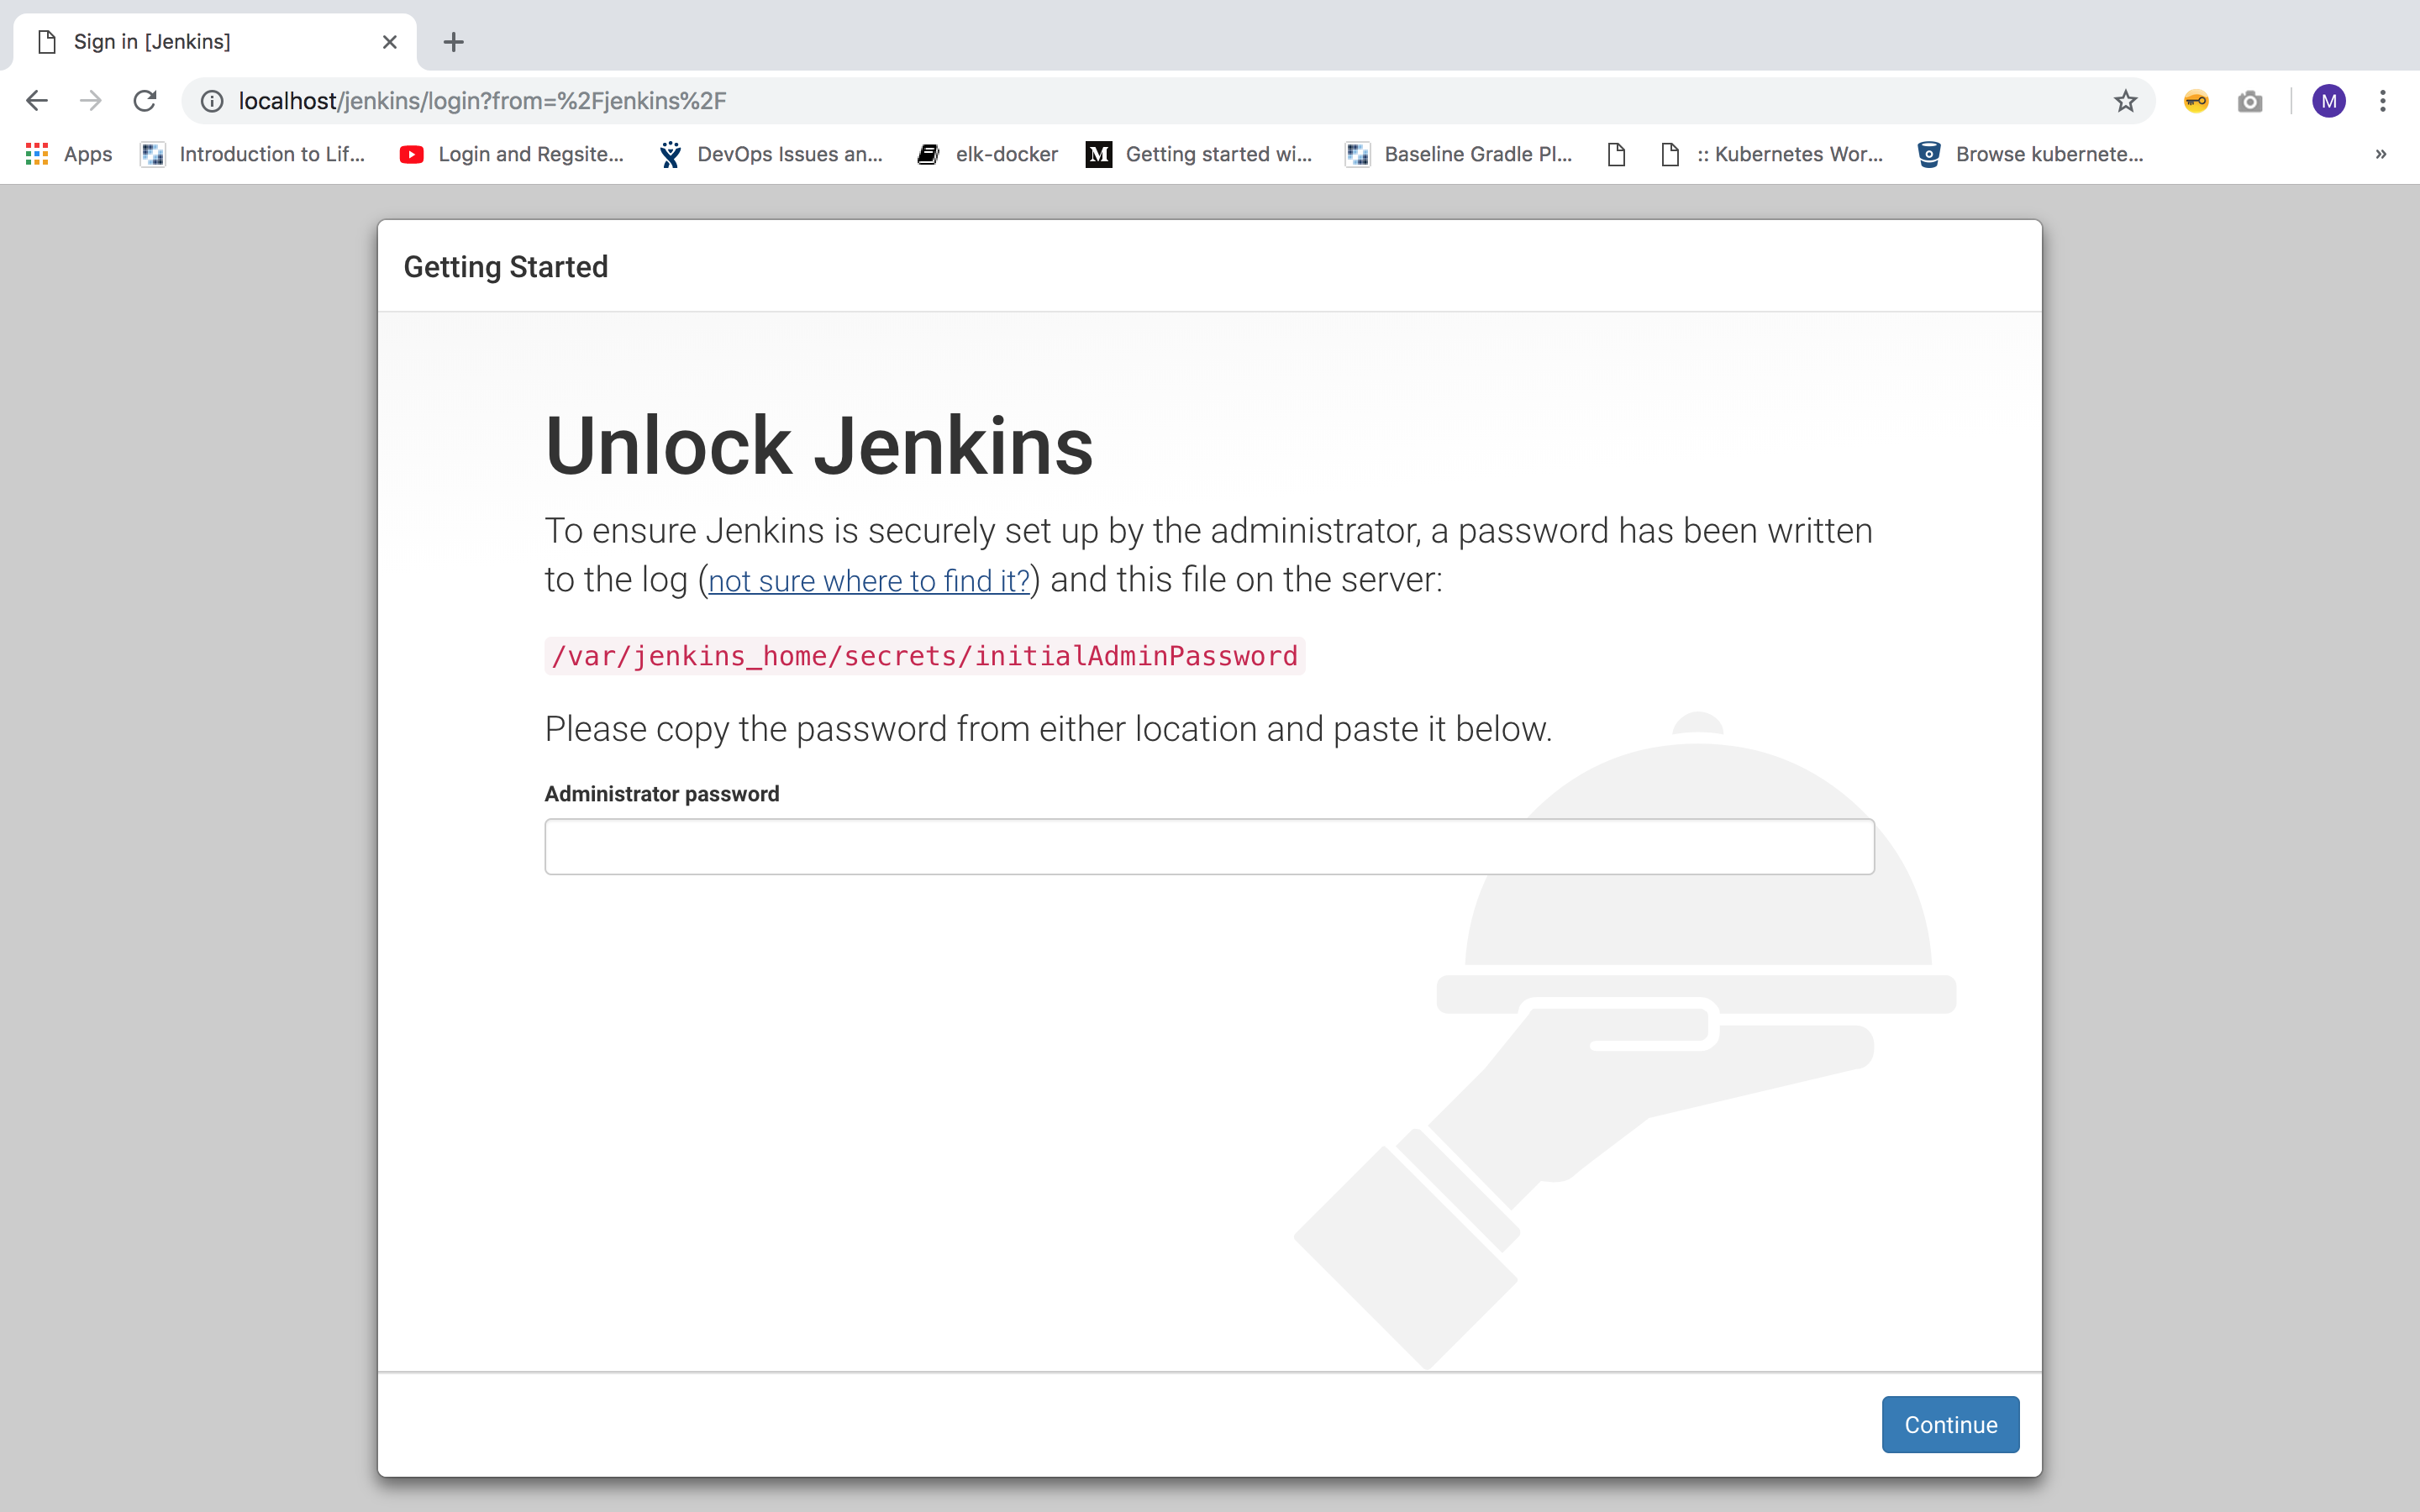 Sign in [Jenkins]
localhost/jenkins/login?from=%2Fjenkins%2F
M
Apps
Introduction to Lif...
Login and Regsite...
DevOps Issues an...
elk-docker
M
Getting started wi...
Baseline Gradle Pl...
:: Kubernetes Wor...
Browse kubernete...
»
Getting Started
Unlock Jenkins
To ensure Jenkins is securely set up by the administrator, a password has been written
to the log (not sure where to find it?) and this file on the server:
/var/jenkins_home/secrets/initialAdminPassword
Please copy the password from either location and paste it below.
Administrator password
Continue